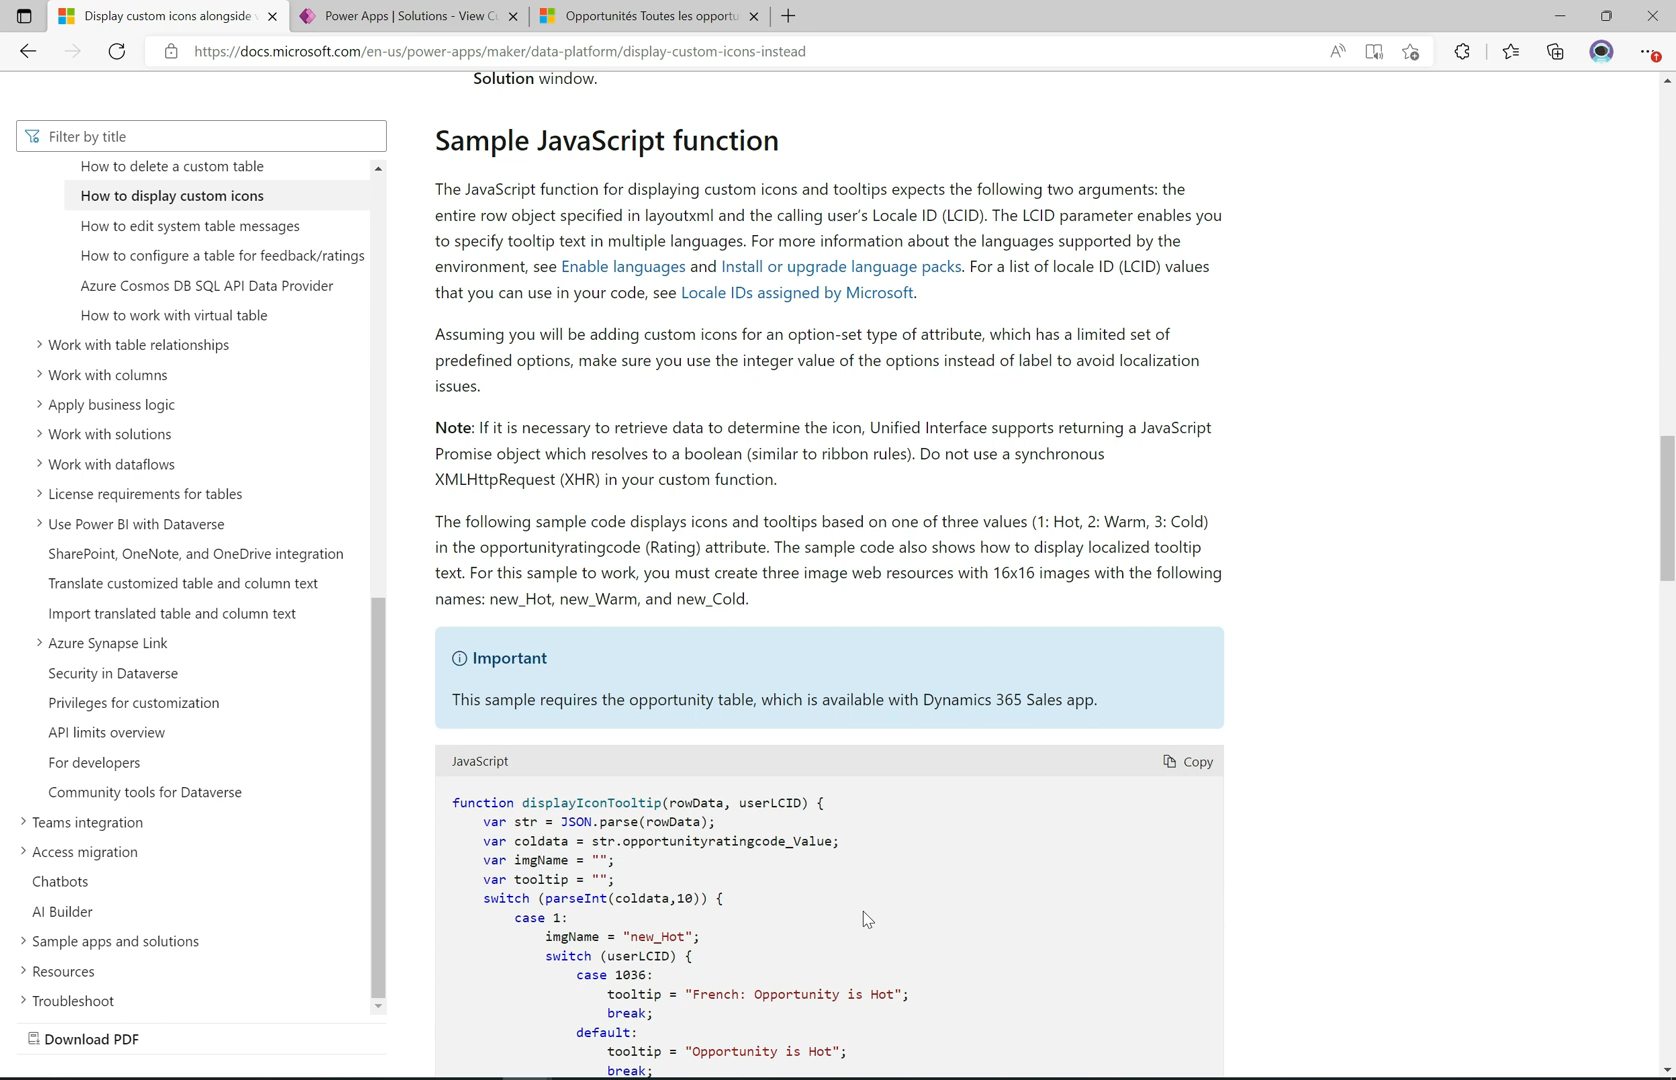 Display custom icons alongside
Power Apps | Solutions - View Cu
Opportunités Toutes les opportu
https://docs.microsoft.com/en-us/power-apps/maker/data-platform/display-custom-icons-instead
Solution window.
Filter by title
How to delete a custom table
How to display custom icons
How to edit system table messages
How to configure a table for feedback/ratings
Azure Cosmos DB SQL API Data Provider
How to work with virtual table
Work with table relationships
Work with columns
Apply business logic
Work with solutions
Work with dataflows
License requirements for tables
Use Power BI with Dataverse
SharePoint, OneNote, and OneDrive integration
Translate customized table and column text
Import translated table and column text
Azure Synapse Link
Security in Dataverse
Privileges for customization
API limits overview
For developers
Community tools for Dataverse
Teams integration
Access migration
Chatbots
AI Builder
Sample apps and solutions
Resources
Troubleshoot
Download PDF
Sample JavaScript function
The JavaScript function for displaying custom icons and tooltips expects the following two arguments: the
entire row object specified in layoutxml and the calling user's Locale ID (LCID). The LCID parameter enables you
to specify tooltip text in multiple languages. For more information about the languages supported by the
environment, see Enable languages and Install or upgrade language packs. For a list of locale ID (LCID) values
that you can use in your code, see Locale IDs assigned by Microsoft.
Assuming you will be adding custom icons for an option-set type of attribute, which has a limited set of
predefined options, make sure you use the integer value of the options instead of label to avoid localization
issues.
Note: If it is necessary to retrieve data to determine the icon, Unified Interface supports returning a JavaScript
Promise object which resolves to a boolean (similar to ribbon rules). Do not use a synchronous
XMLHttpRequest (XHR) in your custom function.
The following sample code displays icons and tooltips based on one of three values (1: Hot, 2: Warm, 3: Cold)
in the opportunityratingcode (Rating) attribute. The sample code also shows how to display localized tooltip
text. For this sample to work, you must create three image web resources with 16x16 images with the following
names: new_Hot, new_Warm, and new_Cold.
Important
This sample requires the opportunity table, which is available with Dynamics 365 Sales app.
JavaScript
Copy
function displayIconTooltip(rowData, userLCID) {
var str = JSON.parse(rowData);
var coldata = str.opportunityratingcode_Value;
var imgName = "";
var tooltip = "";
switch (parseInt(coldata,10)) {
case 1:
imgName = "new_Hot";
switch (userLCID) {
case 1036:
tooltip = "French: Opportunity is Hot";
break;
default:
tooltip = "Opportunity is Hot";
break;